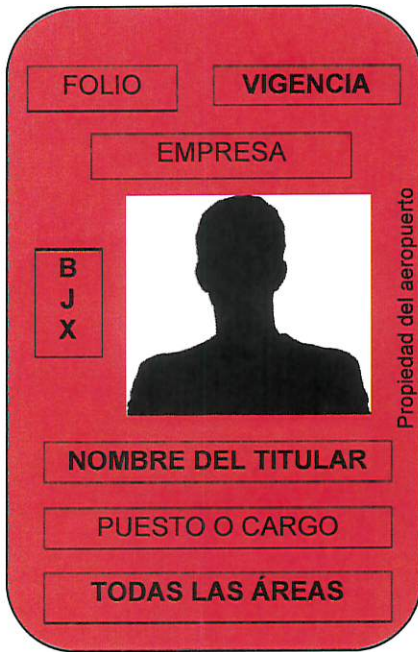 FOLIO VIGENCIA
EMPRESA
B
J
X
Propiedad del aeropuerto
NOMBRE DEL TITULAR
PUESTO O CARGO
TODAS LAS ÁREAS